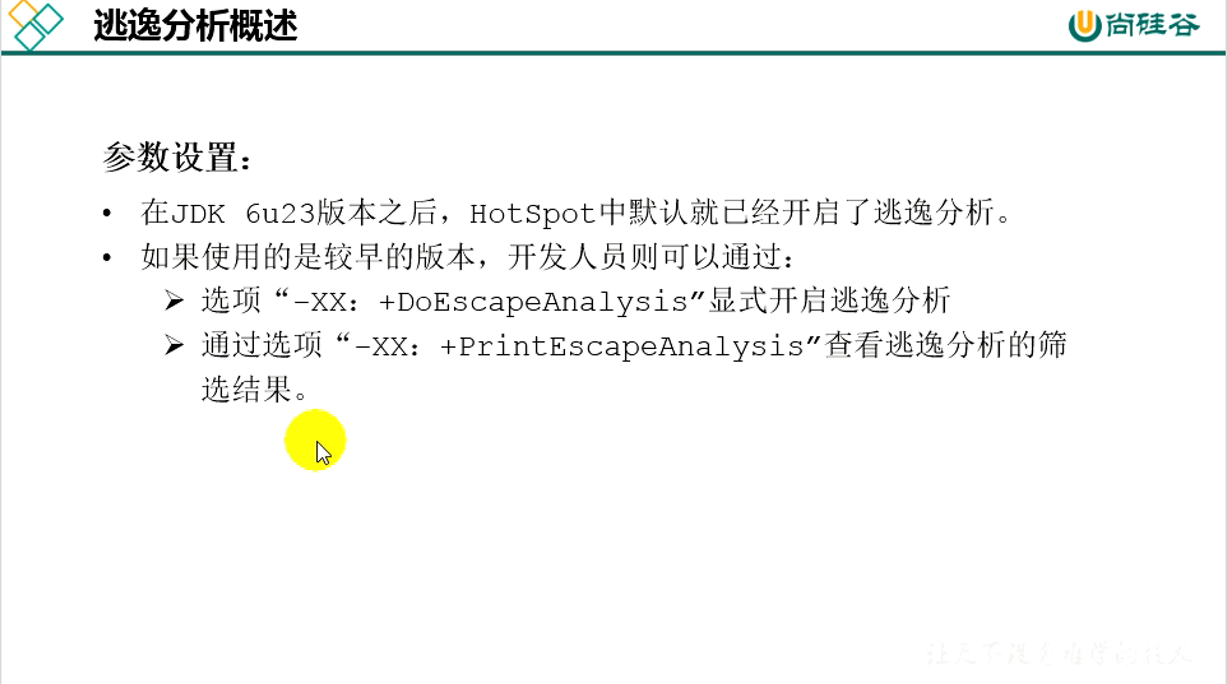 逃逸分析概述
尚硅谷
参数设置：
• 在JDK 6u23版本之后，HotSpot中默认就已经开启了逃逸分析。
• 如果使用的是较早的版本，开发人员则可以通过：
➢ 选项“-XX：+DoEscapeAnalysis”显式开启逃逸分析
➢ 通过选项“-XX：+PrintEscapeAnalysis”查看逃逸分析的筛
选结果。
让天下没有难学的技术